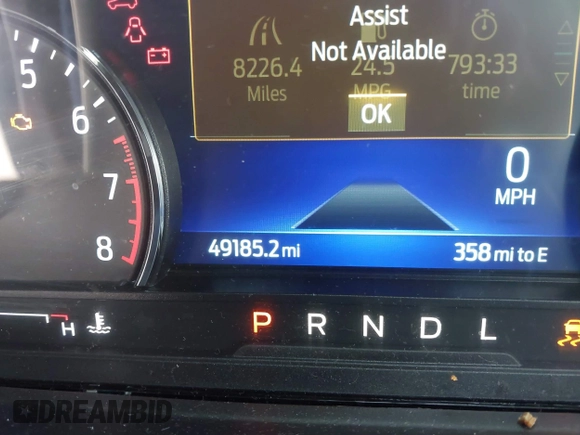 Assist
Not Available
8226.4
Miles
24.5
MPG
793:33
time
OK
5
6
7
8
0
MPH
49185.2 mi
358 mi to E
H
P R N D L
DREAMBID